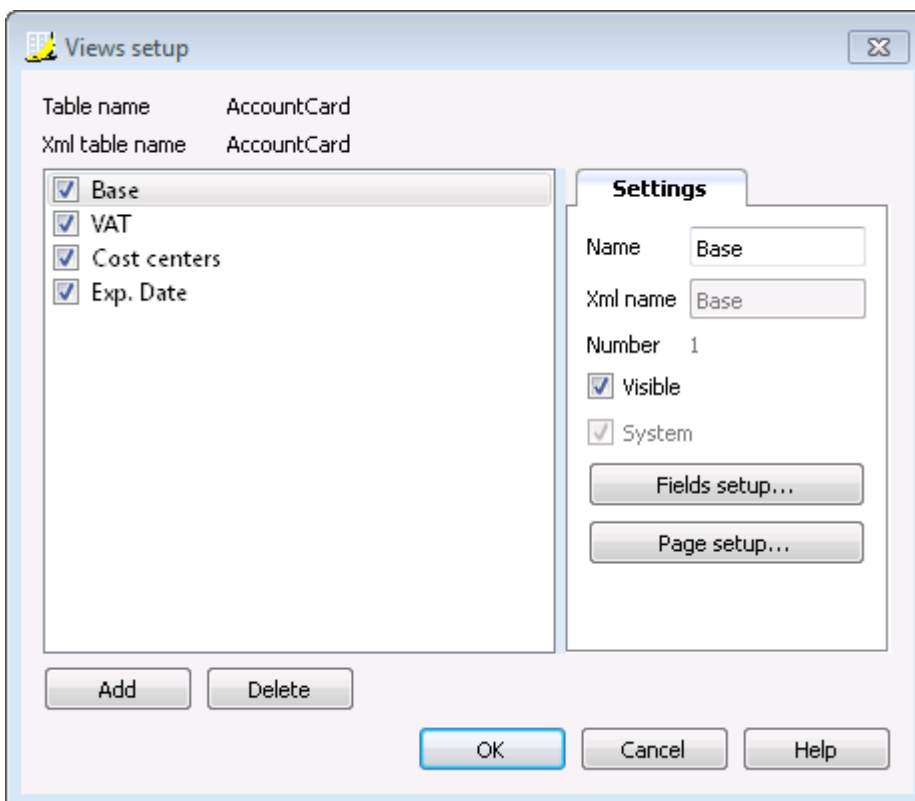 Views setup
Table name AccountCard
Xml table name AccountCard
Base
VAT
Cost centers
Exp. Date
Settings
Name Base
Xml name Base
Number 1
Visible
System
Fields setup...
Page setup...
Add Delete
OK Cancel Help